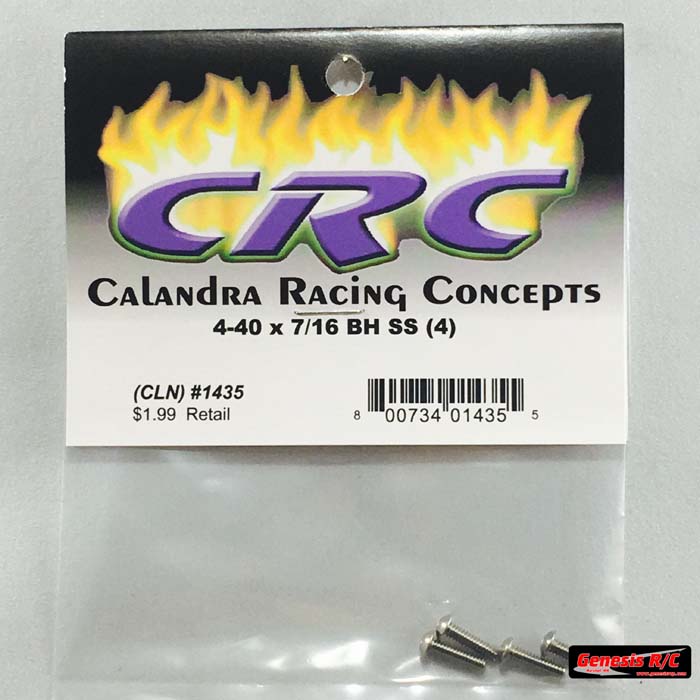 CRC
Calandra Racing Concepts
4-40 x 7/16 BH SS (4)
(CLN) #1435
$1.99 Retail
8 00734 01435 5
Genesis R/C